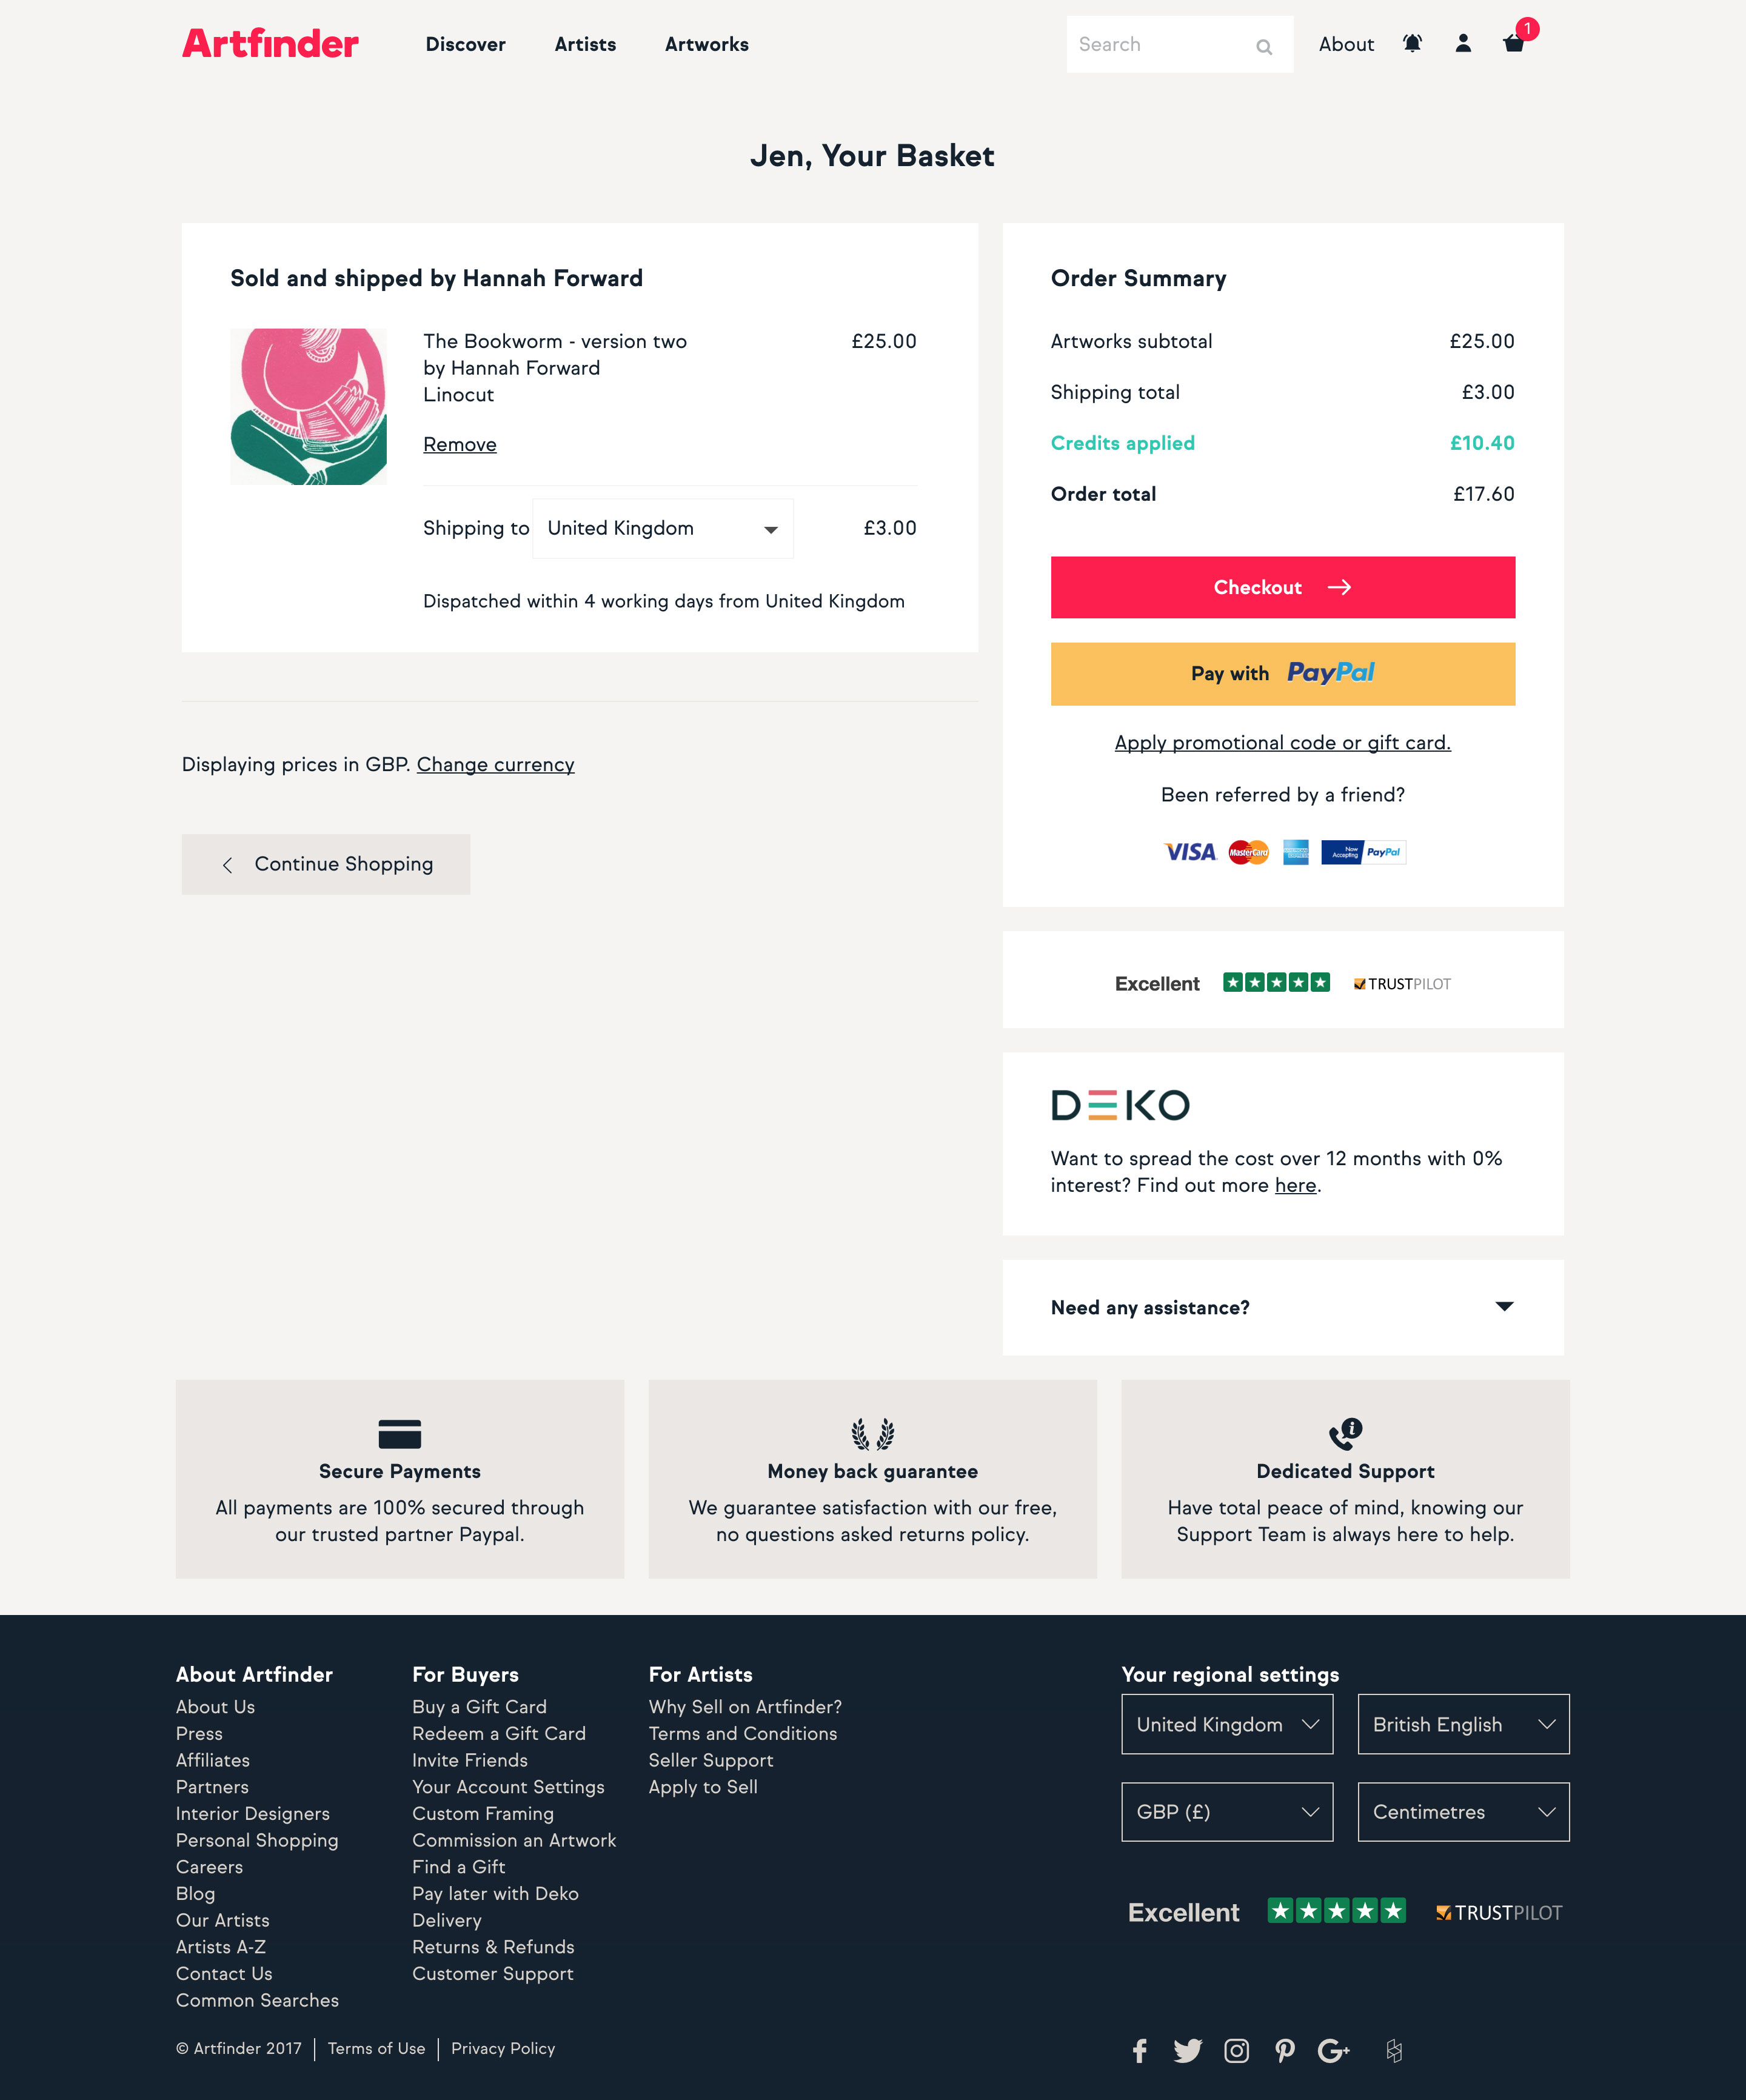 Artfinder
Discover
Artists
Artworks
Search
About
1
Jen, Your Basket
Sold and shipped by Hannah Forward
The Bookworm - version two
£25.00
by Hannah Forward
Linocut
Remove
Shipping to
United Kingdom
£3.00
Dispatched within 4 working days from United Kingdom
Displaying prices in GBP. Change currency
Continue Shopping
Order Summary
Artworks subtotal
£25.00
Shipping total
£3.00
Credits applied
£10.40
Order total
£17.60
Checkout
Pay with PayPal
Apply promotional code or gift card.
Been referred by a friend?
VISA
MasterCard
Now
Accepting
PayPal
Excellent
TRUSTPILOT
DEKO
Want to spread the cost over 12 months with 0%
interest? Find out more here.
Need any assistance?
Secure Payments
All payments are 100% secured through
our trusted partner Paypal.
Money back guarantee
We guarantee satisfaction with our free,
no questions asked returns policy.
Dedicated Support
Have total peace of mind, knowing our
Support Team is always here to help.
About Artfinder
About Us
Press
Affiliates
Partners
Interior Designers
Personal Shopping
Careers
Blog
Our Artists
Artists A-Z
Contact Us
Common Searches
For Buyers
Buy a Gift Card
Redeem a Gift Card
Invite Friends
Your Account Settings
Custom Framing
Commission an Artwork
Find a Gift
Pay later with Deko
Delivery
Returns & Refunds
Customer Support
For Artists
Why Sell on Artfinder?
Terms and Conditions
Seller Support
Apply to Sell
Your regional settings
United Kingdom
British English
GBP (£)
Centimetres
Excellent
TRUSTPILOT
© Artfinder 2017
Terms of Use
Privacy Policy